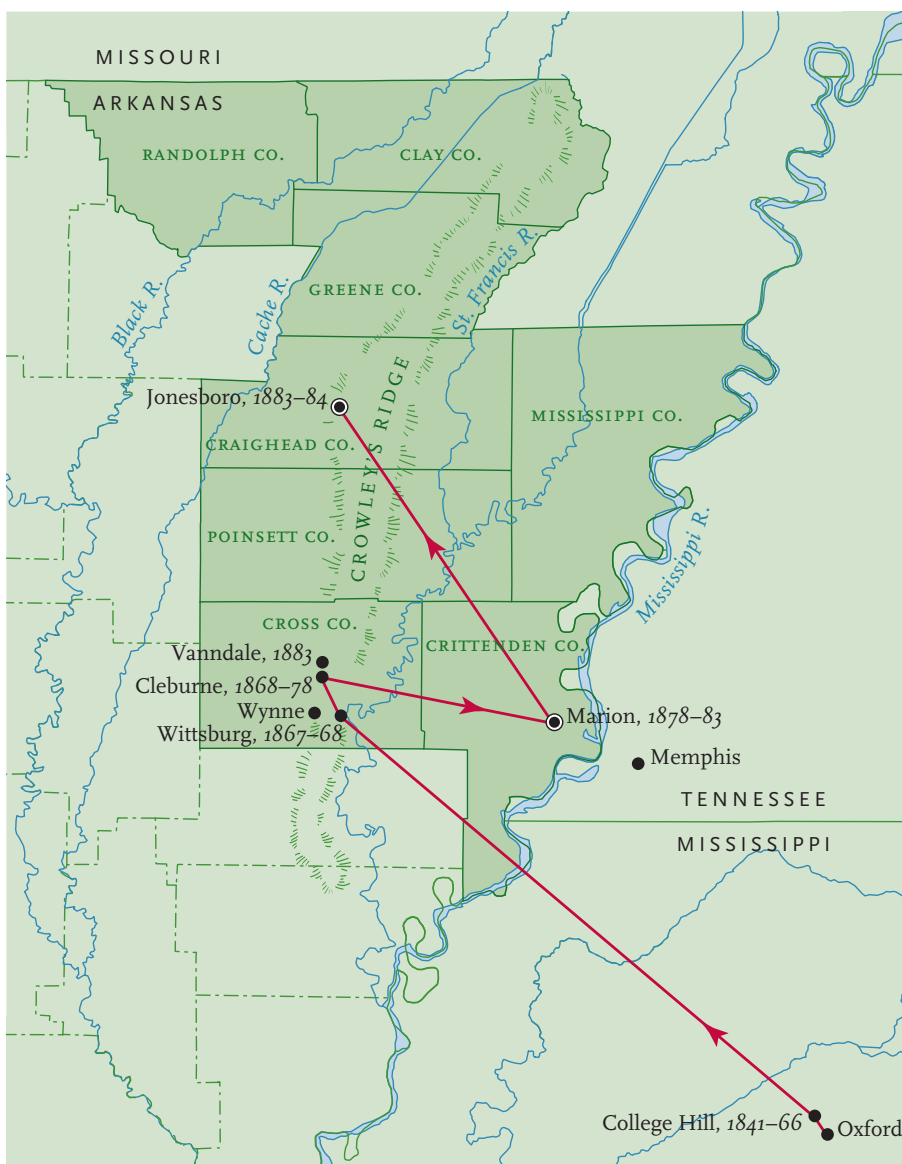 MISSOURI
ARKANSAS
RANDOLPH CO.
CLAY CO.
St. Francis R.
Black R.
Cache R.
GREENE CO.
Jonesboro, 1883–84
CROWLEY'S RIDGE
MISSISSIPPI CO.
CRAIGHEAD CO.
POINSETT CO.
Mississippi R.
CROSS CO.
CRITTENDEN CO.
Vanndale, 1883
Cleburne, 1868–78
Wynne
Marion, 1878–83
Wittsburg, 1867–68
Memphis
TENNESSEE
MISSISSIPPI
College Hill, 1841–66
Oxford